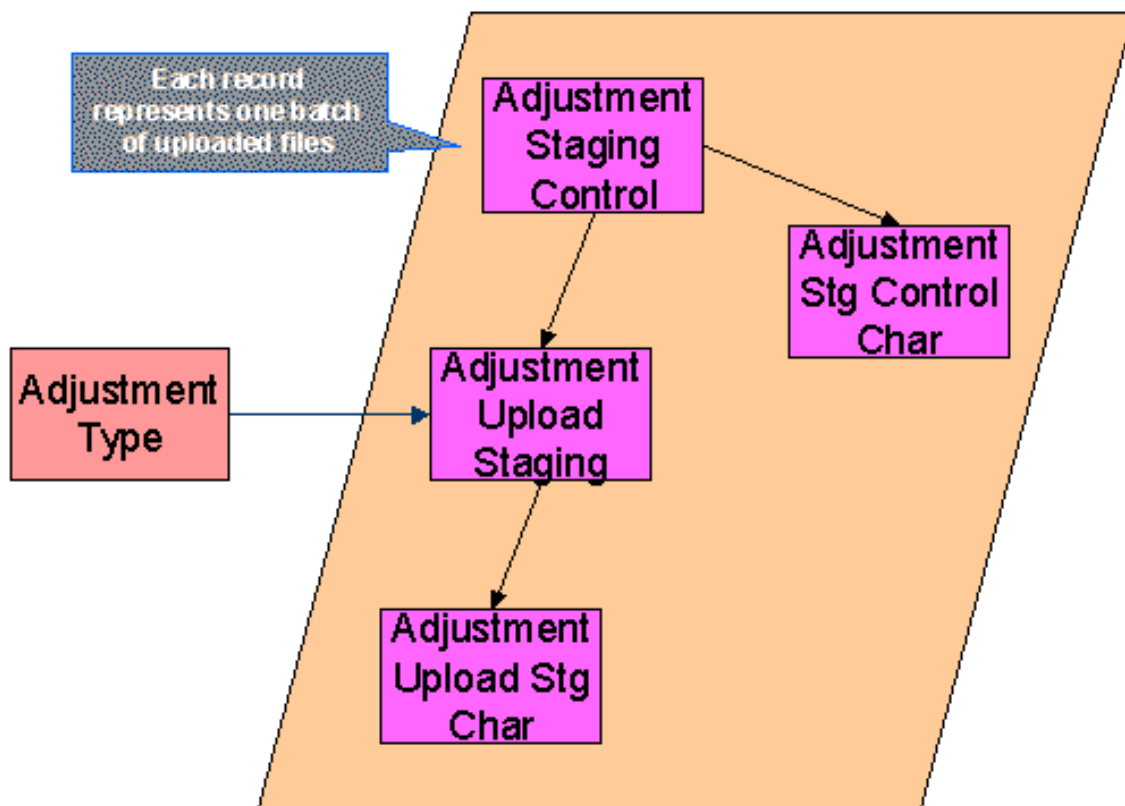 Each record
represents one batch
of uploaded files
Adjustment
Staging
Control
Adjustment
Stg Control
Char
Adjustment
Type
Adjustment
Upload
Staging
Adjustment
Upload Stg
Char